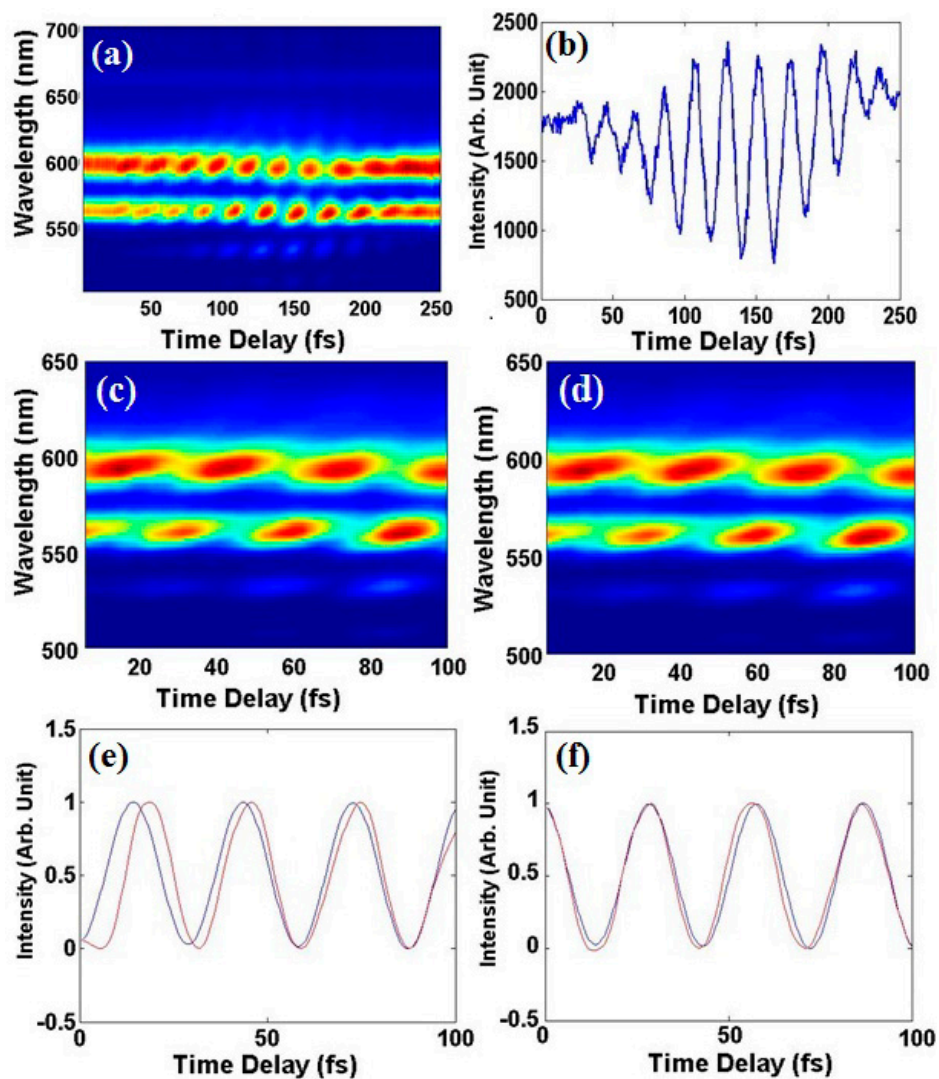 (a)
Wavelength (nm)
700
650
600
550
50 100 150 200 250
Time Delay (fs)
(b)
Intensity (Arb. Unit)
2500
2000
1500
1000
500
0 50 100 150 200 250
Time Delay (fs)
(c)
Wavelength (nm)
650
600
550
500
20 40 60 80 100
Time Delay (fs)
(d)
Wavelength (nm)
650
600
550
500
20 40 60 80 100
Time Delay (fs)
(e)
Intensity (Arb. Unit)
1.5
1
0.5
0
-0.5
0 50 100
Time Delay (fs)
(f)
Intensity (Arb. Unit)
1.5
1
0.5
0
-0.5
0 50 100
Time Delay (fs)